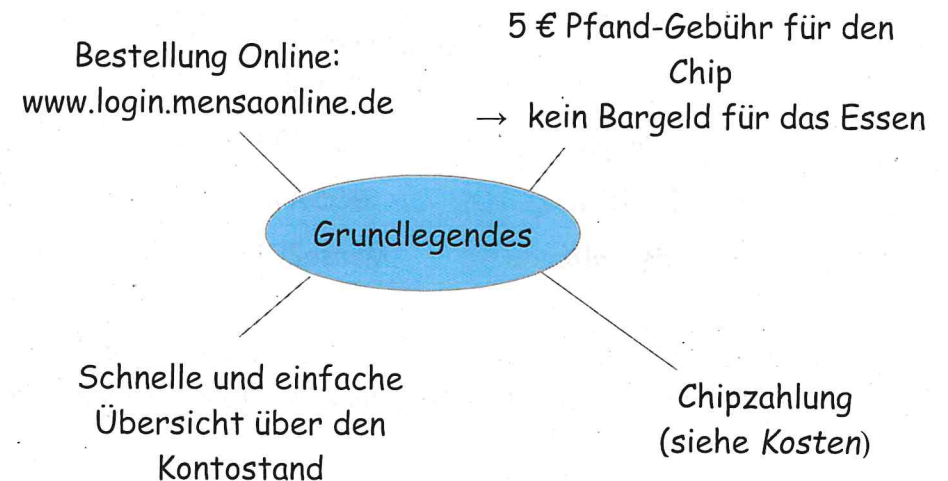 Bestellung Online:
www.login.mensaonline.de
5 € Pfand-Gebühr für den
Chip
→ kein Bargeld für das Essen
Grundlegendes
Schnelle und einfache
Übersicht über den
Kontostand
Chipzahlung
(siehe Kosten)